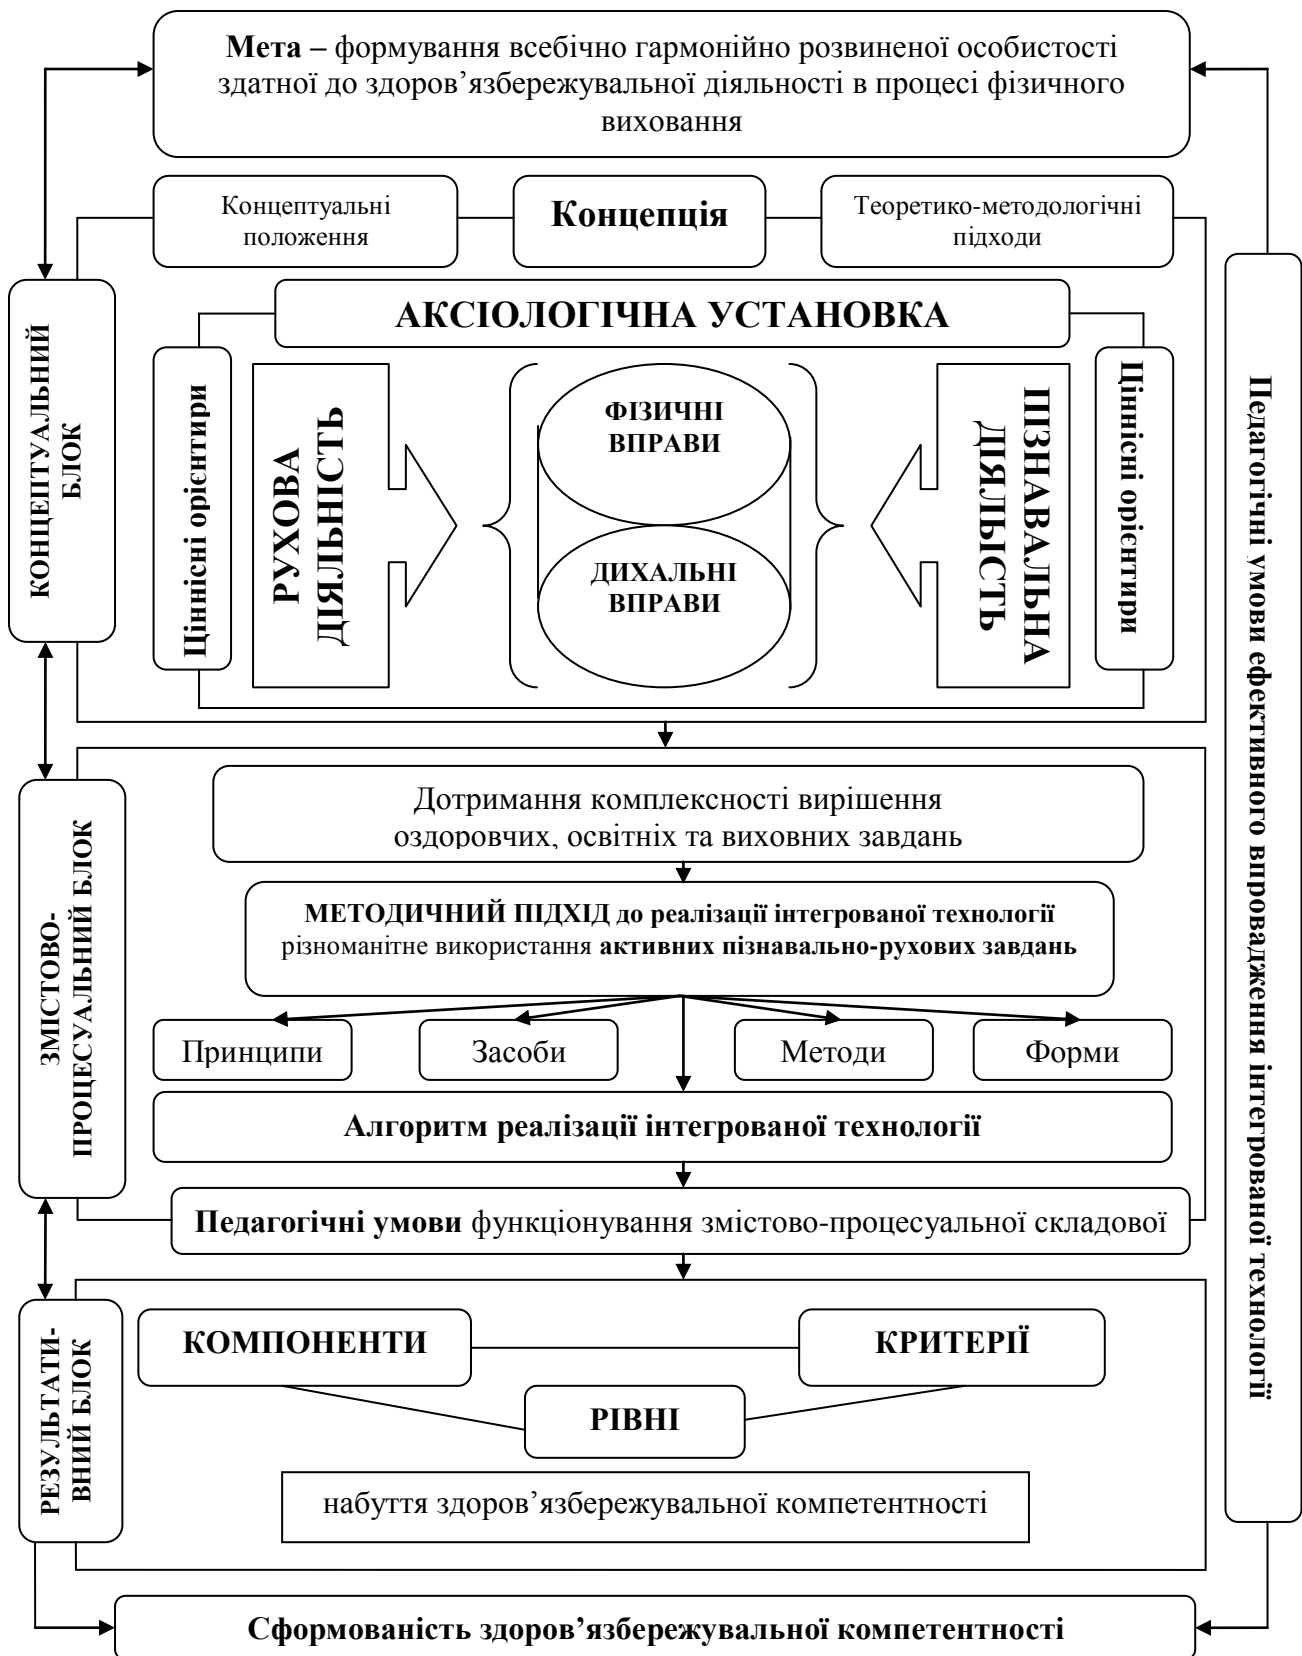 Мета – формування всебічно гармонійно розвиненої особистості
здатної до здоров’язбережувальної діяльності в процесі фізичного
виховання
Концептуальні
положення
Концепція
Теоретико-методологічні
підходи
КОНЦЕПТУАЛЬНИЙ
БЛОК
АКСІОЛОГІЧНА УСТАНОВКА
Ціннісні орієнтири
РУХОВА
ДІЯЛЬНІСТЬ
ФІЗИЧНІ
ВПРАВИ
ДИХАЛЬНІ
ВПРАВИ
ПІЗНАВАЛЬНА
ДІЯЛЬІСТЬ
Ціннісні орієнтири
Педагогічні умови ефективного впровадження інтегрованої технології
ЗМІСТОВО-
ПРОЦЕСУАЛЬНИЙ БЛОК
Дотримання комплексності вирішення
оздоровчих, освітніх та виховних завдань
МЕТОДИЧНИЙ ПІДХІД до реалізації інтегрованої технології
різноманітне використання активних пізнавально-рухових завдань
Принципи
Засоби
Методи
Форми
Алгоритм реалізації інтегрованої технології
Педагогічні умови функціонування змістово-процесуальної складової
РЕЗУЛЬТАТИ-
ВНИЙ БЛОК
КОМПОНЕНТИ
КРИТЕРІЇ
РІВНІ
набуття здоров’язбережувальної компетентності
Сформованість здоров’язбережувальної компетентності